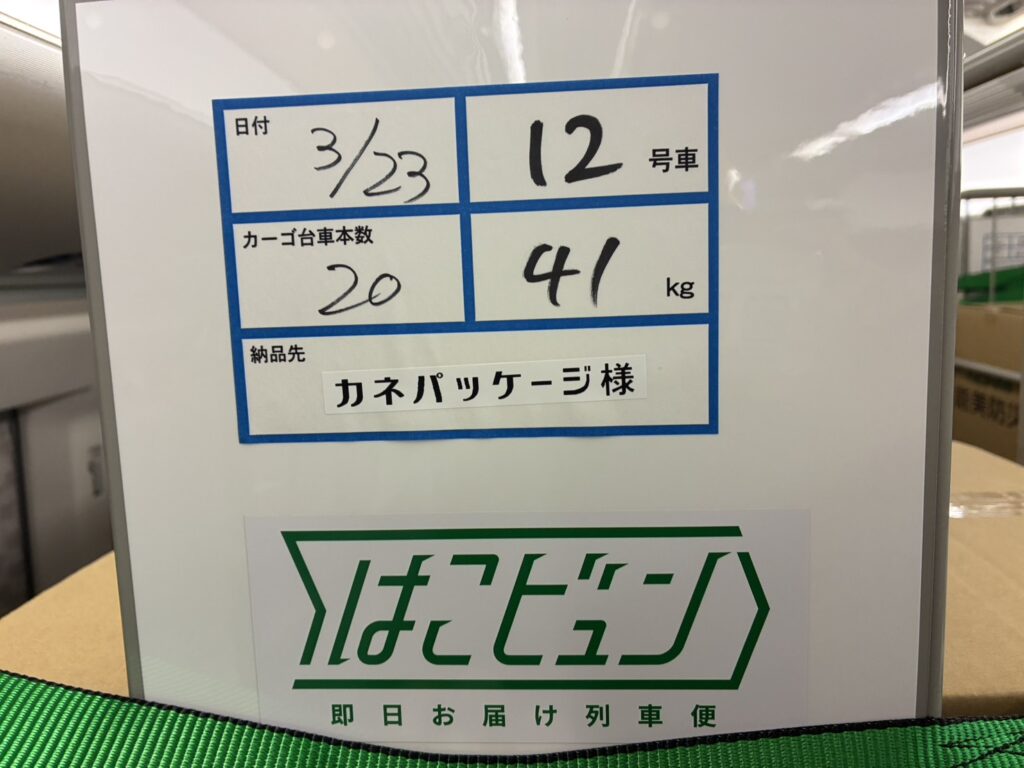 日付
3/23
12 号車
カーゴ台車本数
20
41 kg
納品先
カネパッケージ様
はこビュン
即日お届け列車便